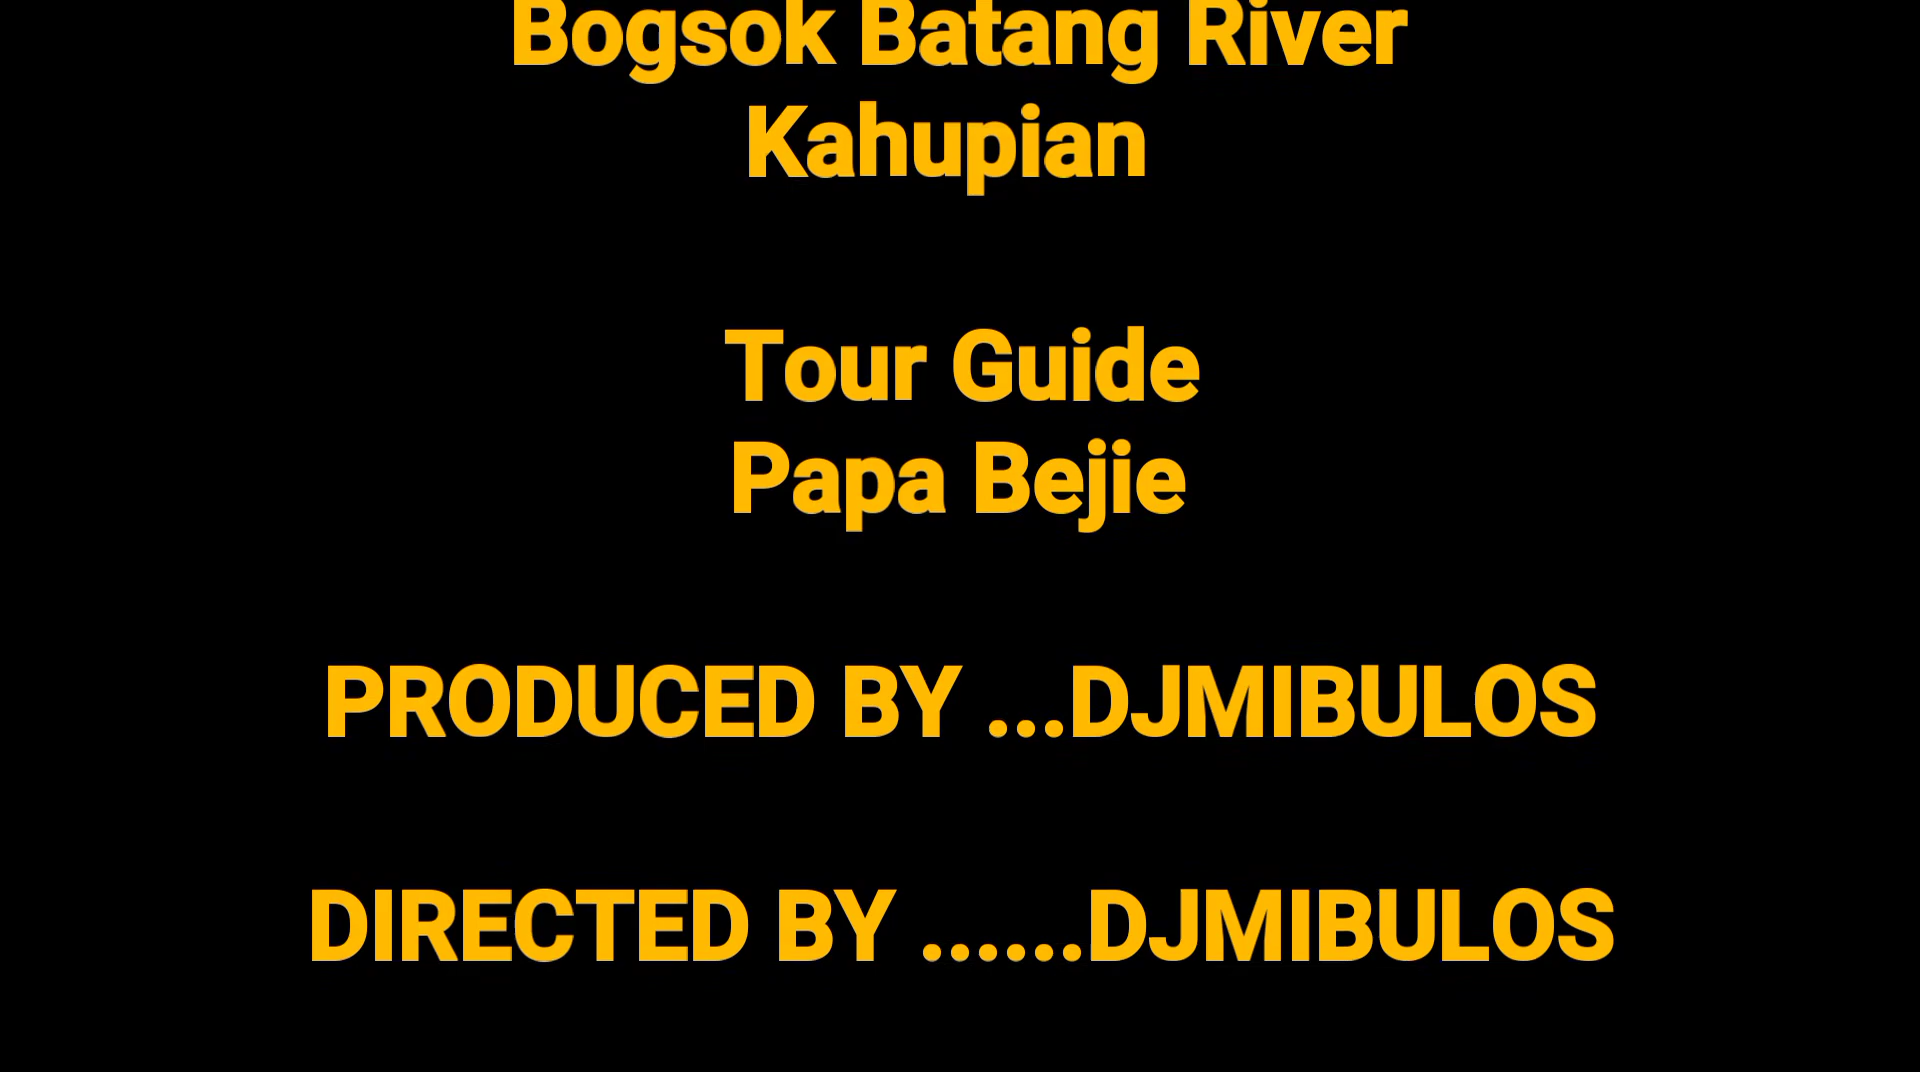 Bogsok Batang River
Kahupian
Tour Guide
Papa Bejie
PRODUCED BY ...DJMIBULOS
DIRECTED BY ......DJMIBULOS